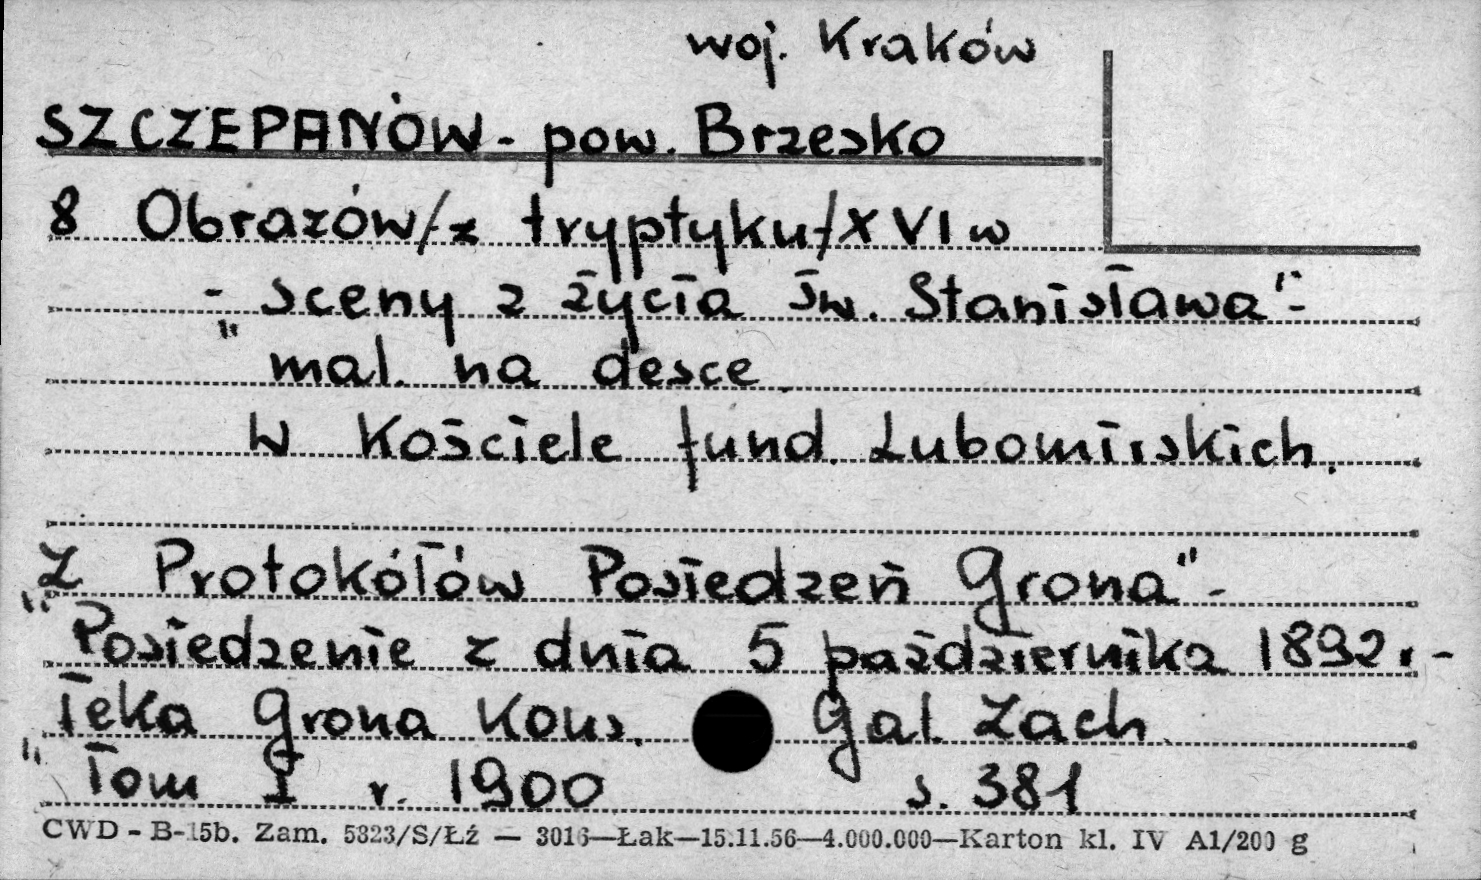 woj. Kraków
SZCZEPANÓW - pow. Brzesko
8 Obrazów/z tryptyku/XVI w
- "sceny z życia św. Stanisława" -
mal. na desce.
W Kościele fund. Lubomirskich.
"Z Protokółów Posiedzeń Grona" -
Posiedzenie z dnia 5 października 1892 r -
"Teka Grona Kons. Gal. Zach.
Tom I r. 1900 s. 381
CWD - B-15b. Zam. 5323/S/Łź — 3016—Łak—15.11.56—4.000.000—Karton kl. IV A1/200 g